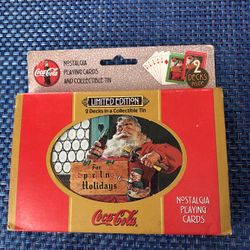 Coca-Cola
NOSTALGIA
PLAYING CARDS
AND COLLECTIBLE TIN
2
DECKS
LIMITED EDITION
2 Decks in a Collectible Tin
For
Sparkling
Holidays
Coca-Cola
NOSTALGIA
PLAYING
CARDS